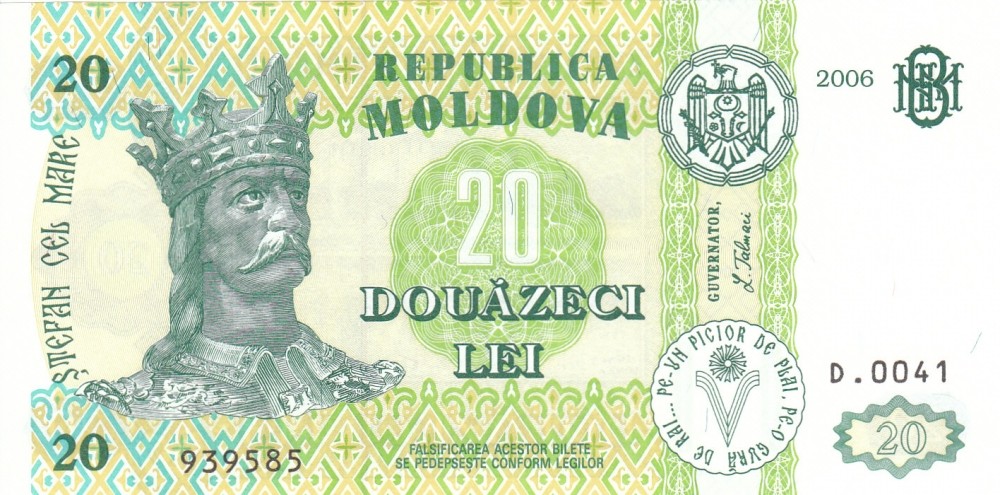 20
REPUBLICA
MOLDOVA
2006
BNM
ȘTEFAN CEL MARE
20
DOUĂZECI
LEI
GUVERNATOR,
L. Talmaci
PE-UN PICIOR DE PLAI, PE-O GURĂ DE RAI...
D.0041
20
939585
FALSIFICAREA ACESTOR BILETE
SE PEDEPSEȘTE CONFORM LEGILOR
20